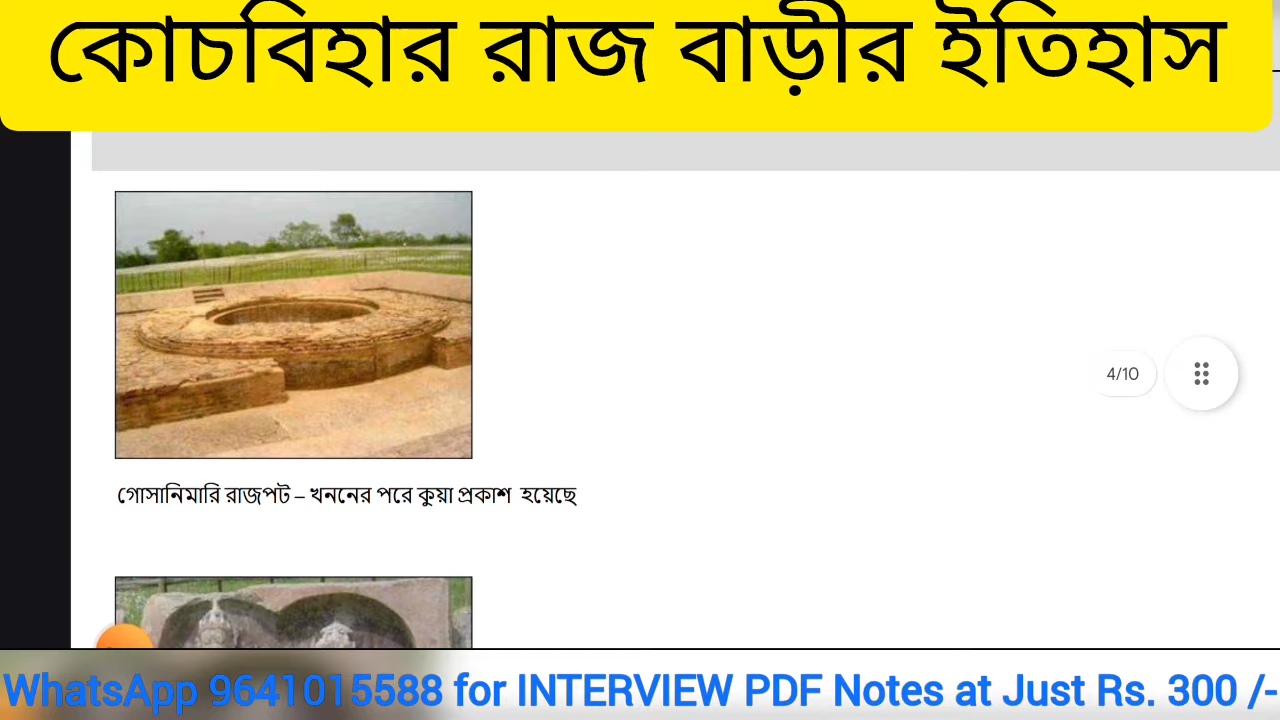 কোচবিহার রাজ বাড়ীর ইতিহাস
4/10
গোসানিমারি রাজপট – খননের পরে কুয়া প্রকাশ হয়েছে
WhatsApp 9641015588 for INTERVIEW PDF Notes at Just Rs. 300 /-